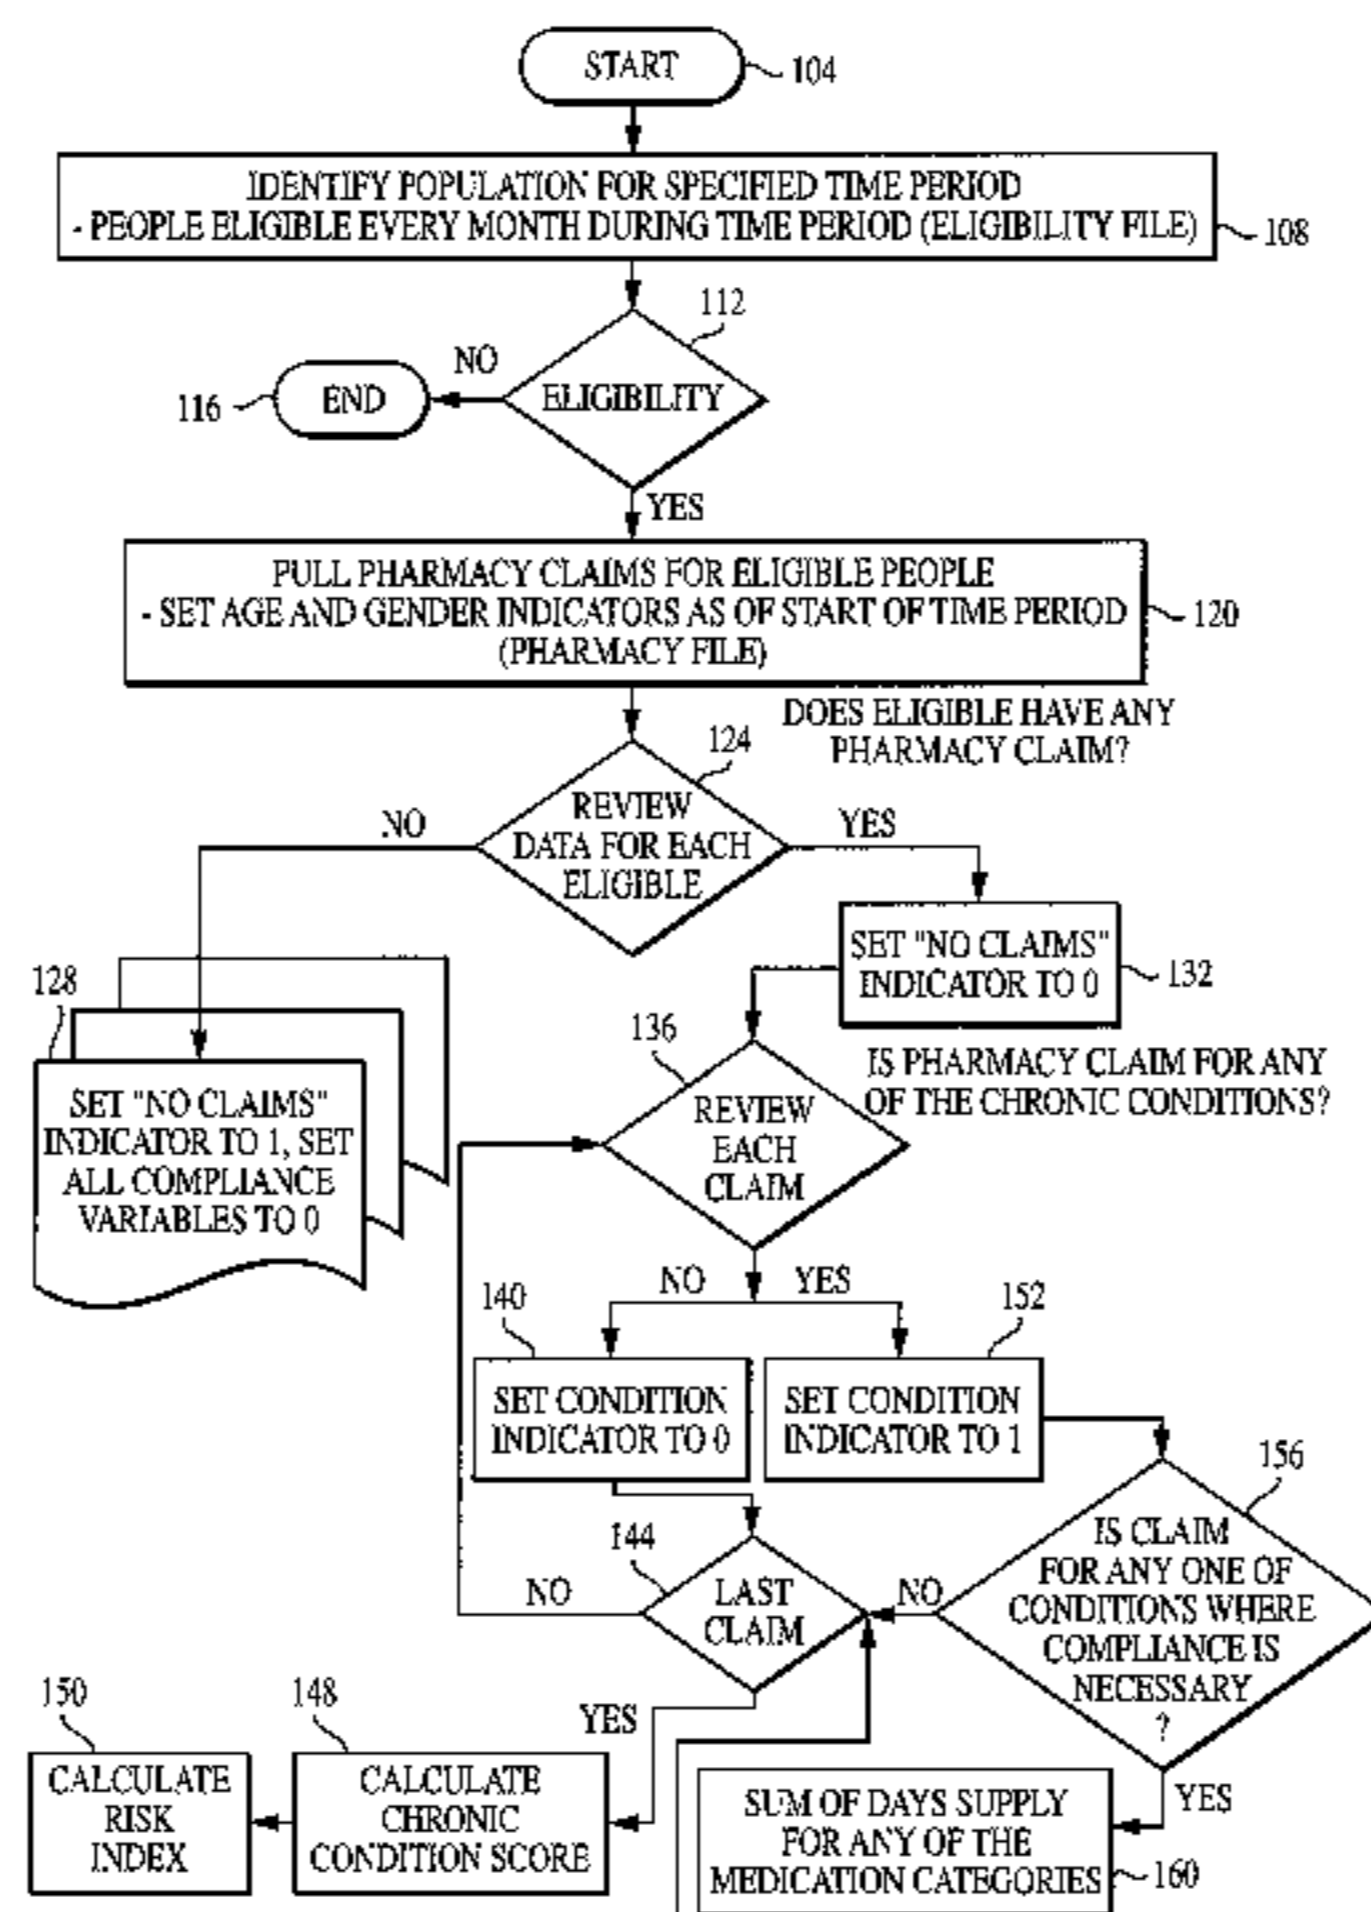 START
104
IDENTIFY POPULATION FOR SPECIFIED TIME PERIOD
- PEOPLE ELIGIBLE EVERY MONTH DURING TIME PERIOD (ELIGIBILITY FILE)
108
112
NO
ELIGIBILITY
END
116
YES
PULL PHARMACY CLAIMS FOR ELIGIBLE PEOPLE
- SET AGE AND GENDER INDICATORS AS OF START OF TIME PERIOD
(PHARMACY FILE)
120
DOES ELIGIBLE HAVE ANY
PHARMACY CLAIM?
124
REVIEW
DATA FOR EACH
ELIGIBLE
NO
YES
SET "NO CLAIMS"
INDICATOR TO 0
132
128
SET "NO CLAIMS"
INDICATOR TO 1, SET
ALL COMPLIANCE
VARIABLES TO 0
136
IS PHARMACY CLAIM FOR ANY
OF THE CHRONIC CONDITIONS?
REVIEW
EACH
CLAIM
NO
YES
140
152
SET CONDITION
INDICATOR TO 0
SET CONDITION
INDICATOR TO 1
156
IS CLAIM
FOR ANY ONE OF
CONDITIONS WHERE
COMPLIANCE IS
NECESSARY
?
144
LAST
CLAIM
NO
NO
YES
YES
150
148
CALCULATE
RISK
INDEX
CALCULATE
CHRONIC
CONDITION SCORE
SUM OF DAYS SUPPLY
FOR ANY OF THE
MEDICATION CATEGORIES
160